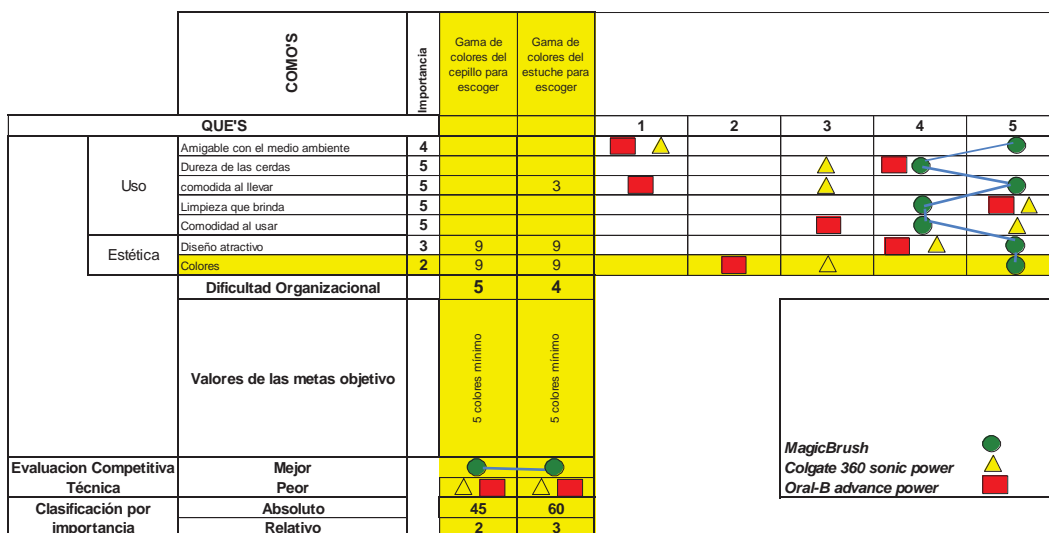 COMO'S
Importancia
Gama de
colores del
cepillo para
escoger
Gama de
colores del
estuche para
escoger
QUE'S
1 2 3 4 5
Uso
Amigable con el medio ambiente 4
Dureza de las cerdas 5
comodida al llevar 5 3
Limpieza que brinda 5
Comodidad al usar 5
Estética
Diseño atractivo 3 9 9
Colores 2 9 9
Dificultad Organizacional 5 4
Valores de las metas objetivo
5 colores mínimo
5 colores mínimo
MagicBrush
Colgate 360 sonic power
Oral-B advance power
Evaluacion Competitiva
Técnica
Mejor
Peor
Clasificación por
importancia
Absoluto 45 60
Relativo 2 3